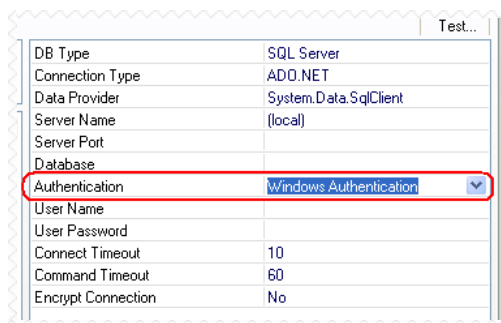 Test...
DB Type SQL Server
Connection Type ADO.NET
Data Provider System.Data.SqlClient
Server Name (local)
Server Port
Database
Authentication Windows Authentication
User Name
User Password
Connect Timeout 10
Command Timeout 60
Encrypt Connection No